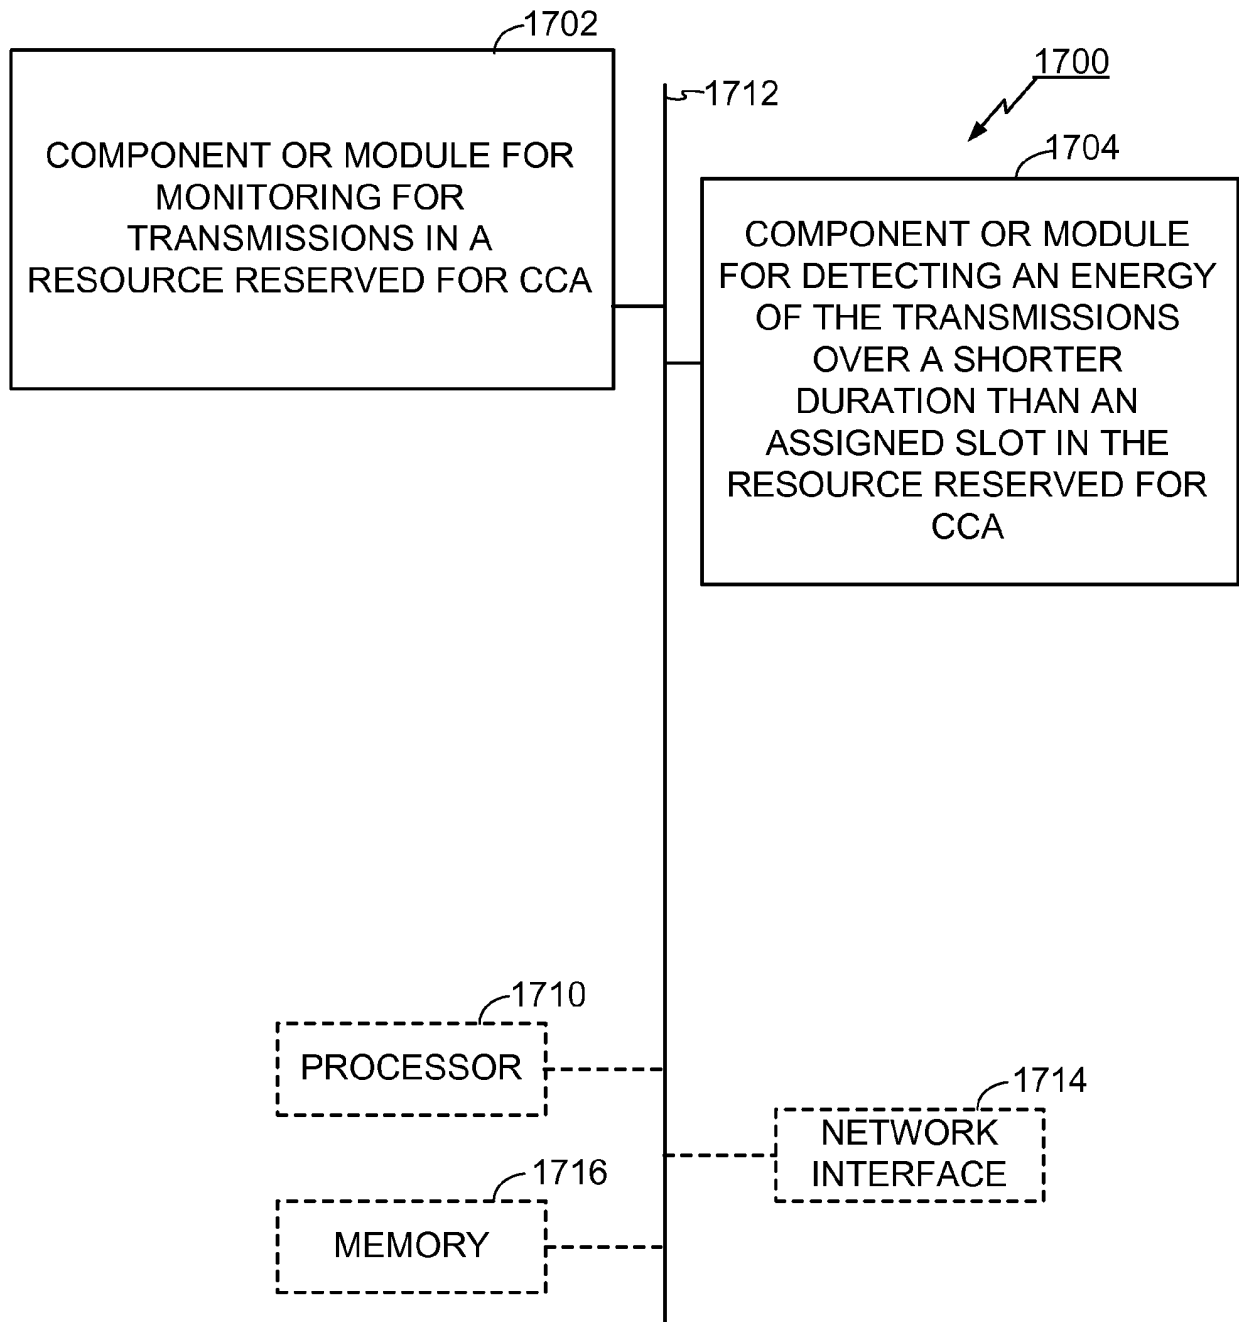 1702
1712
1700
1704
COMPONENT OR MODULE FOR
MONITORING FOR
TRANSMISSIONS IN A
RESOURCE RESERVED FOR CCA
COMPONENT OR MODULE
FOR DETECTING AN ENERGY
OF THE TRANSMISSIONS
OVER A SHORTER
DURATION THAN AN
ASSIGNED SLOT IN THE
RESOURCE RESERVED FOR
CCA
1710
PROCESSOR
1714
NETWORK
INTERFACE
1716
MEMORY